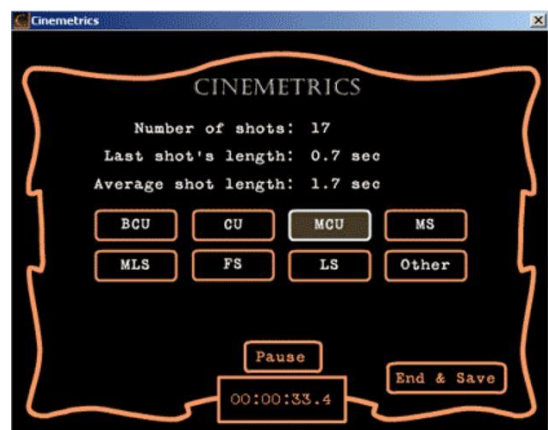 Cinemetrics
CINEMETRICS
Number of shots: 17
Last shot's length: 0.7 sec
Average shot length: 1.7 sec
BCU CU MCU MS
MLS FS LS Other
Pause
End & Save
00:00:33.4